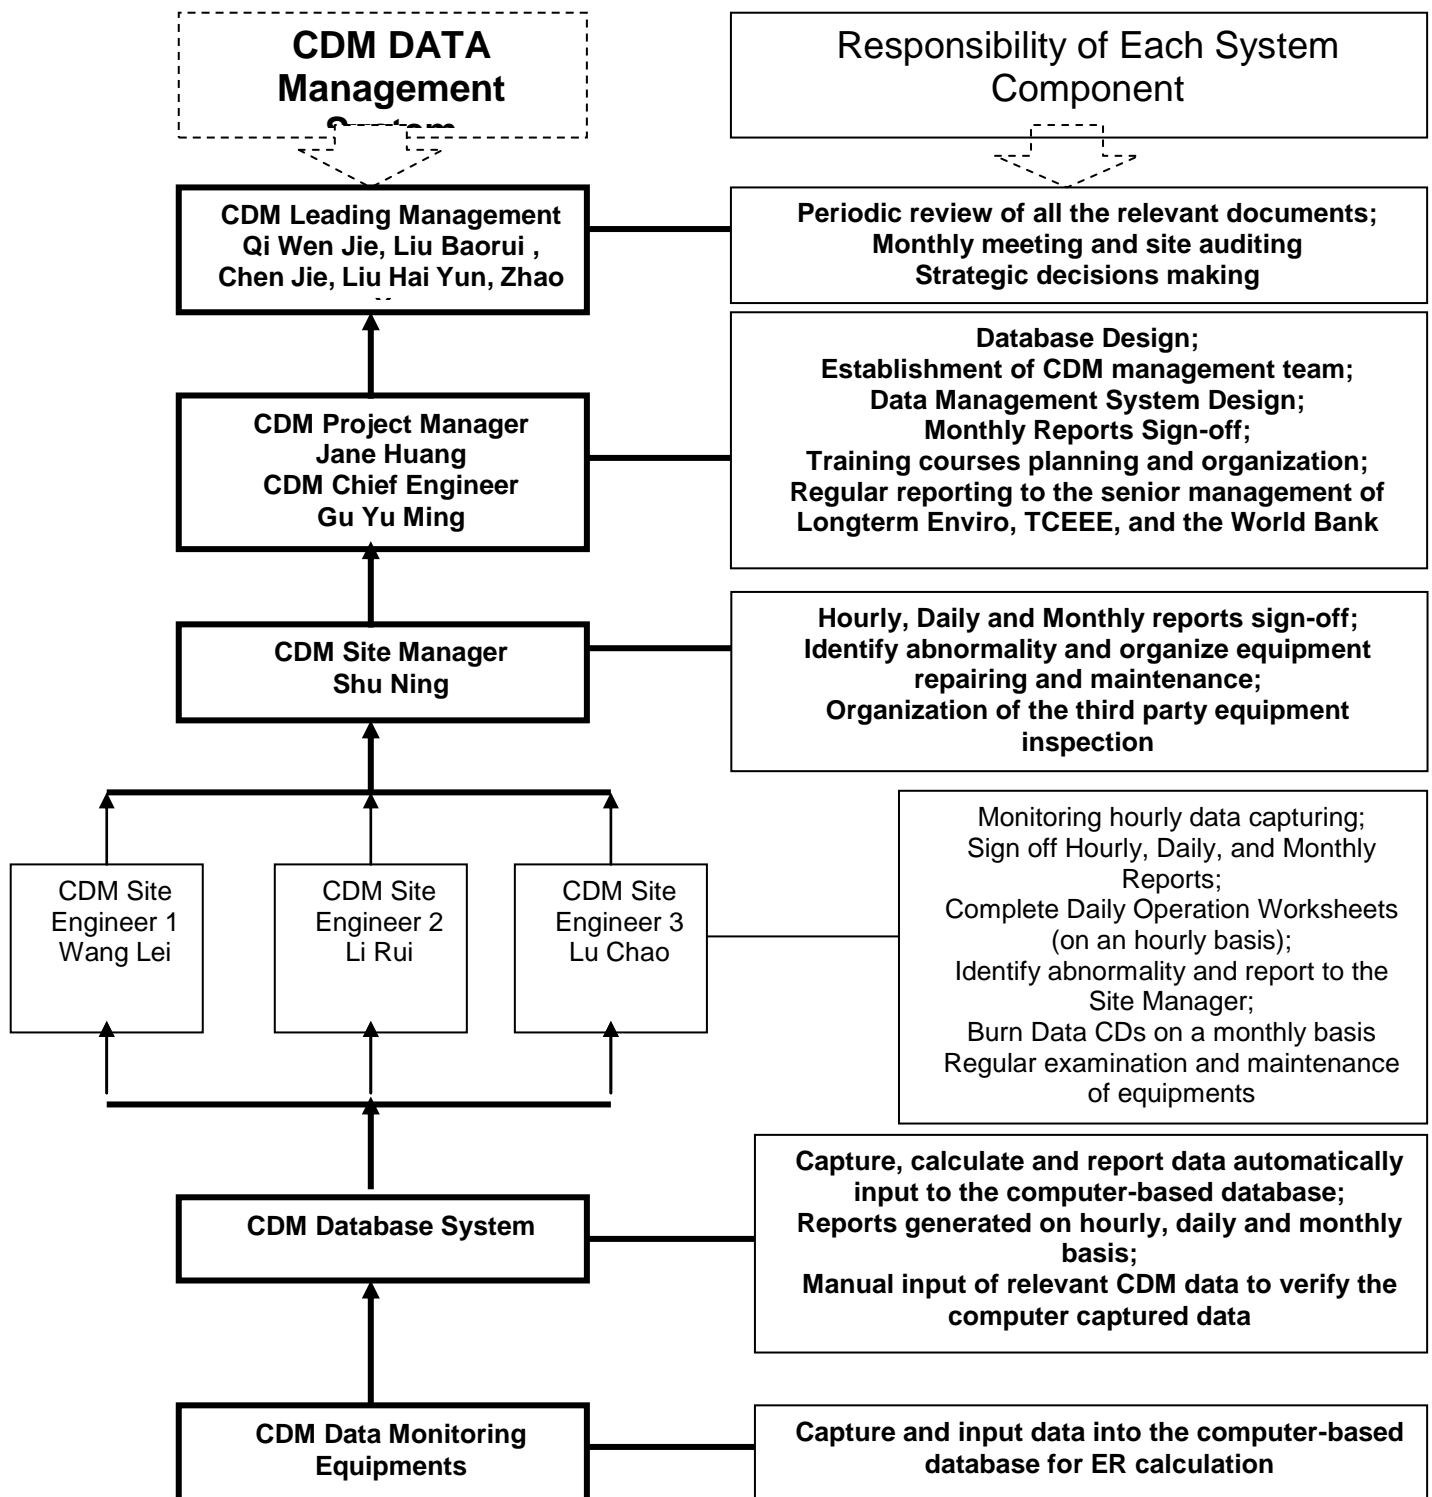 CDM DATA
Management
System
Responsibility of Each System
Component
CDM Leading Management
Qi Wen Jie, Liu Baorui ,
Chen Jie, Liu Hai Yun, Zhao
Periodic review of all the relevant documents;
Monthly meeting and site auditing
Strategic decisions making
CDM Project Manager
Jane Huang
CDM Chief Engineer
Gu Yu Ming
Database Design;
Establishment of CDM management team;
Data Management System Design;
Monthly Reports Sign-off;
Training courses planning and organization;
Regular reporting to the senior management of
Longterm Enviro, TCEEE, and the World Bank
CDM Site Manager
Shu Ning
Hourly, Daily and Monthly reports sign-off;
Identify abnormality and organize equipment
repairing and maintenance;
Organization of the third party equipment
inspection
CDM Site
Engineer 1
Wang Lei
CDM Site
Engineer 2
Li Rui
CDM Site
Engineer 3
Lu Chao
Monitoring hourly data capturing;
Sign off Hourly, Daily, and Monthly
Reports;
Complete Daily Operation Worksheets
(on an hourly basis);
Identify abnormality and report to the
Site Manager;
Burn Data CDs on a monthly basis
Regular examination and maintenance
of equipments
CDM Database System
Capture, calculate and report data automatically
input to the computer-based database;
Reports generated on hourly, daily and monthly
basis;
Manual input of relevant CDM data to verify the
computer captured data
CDM Data Monitoring
Equipments
Capture and input data into the computer-based
database for ER calculation